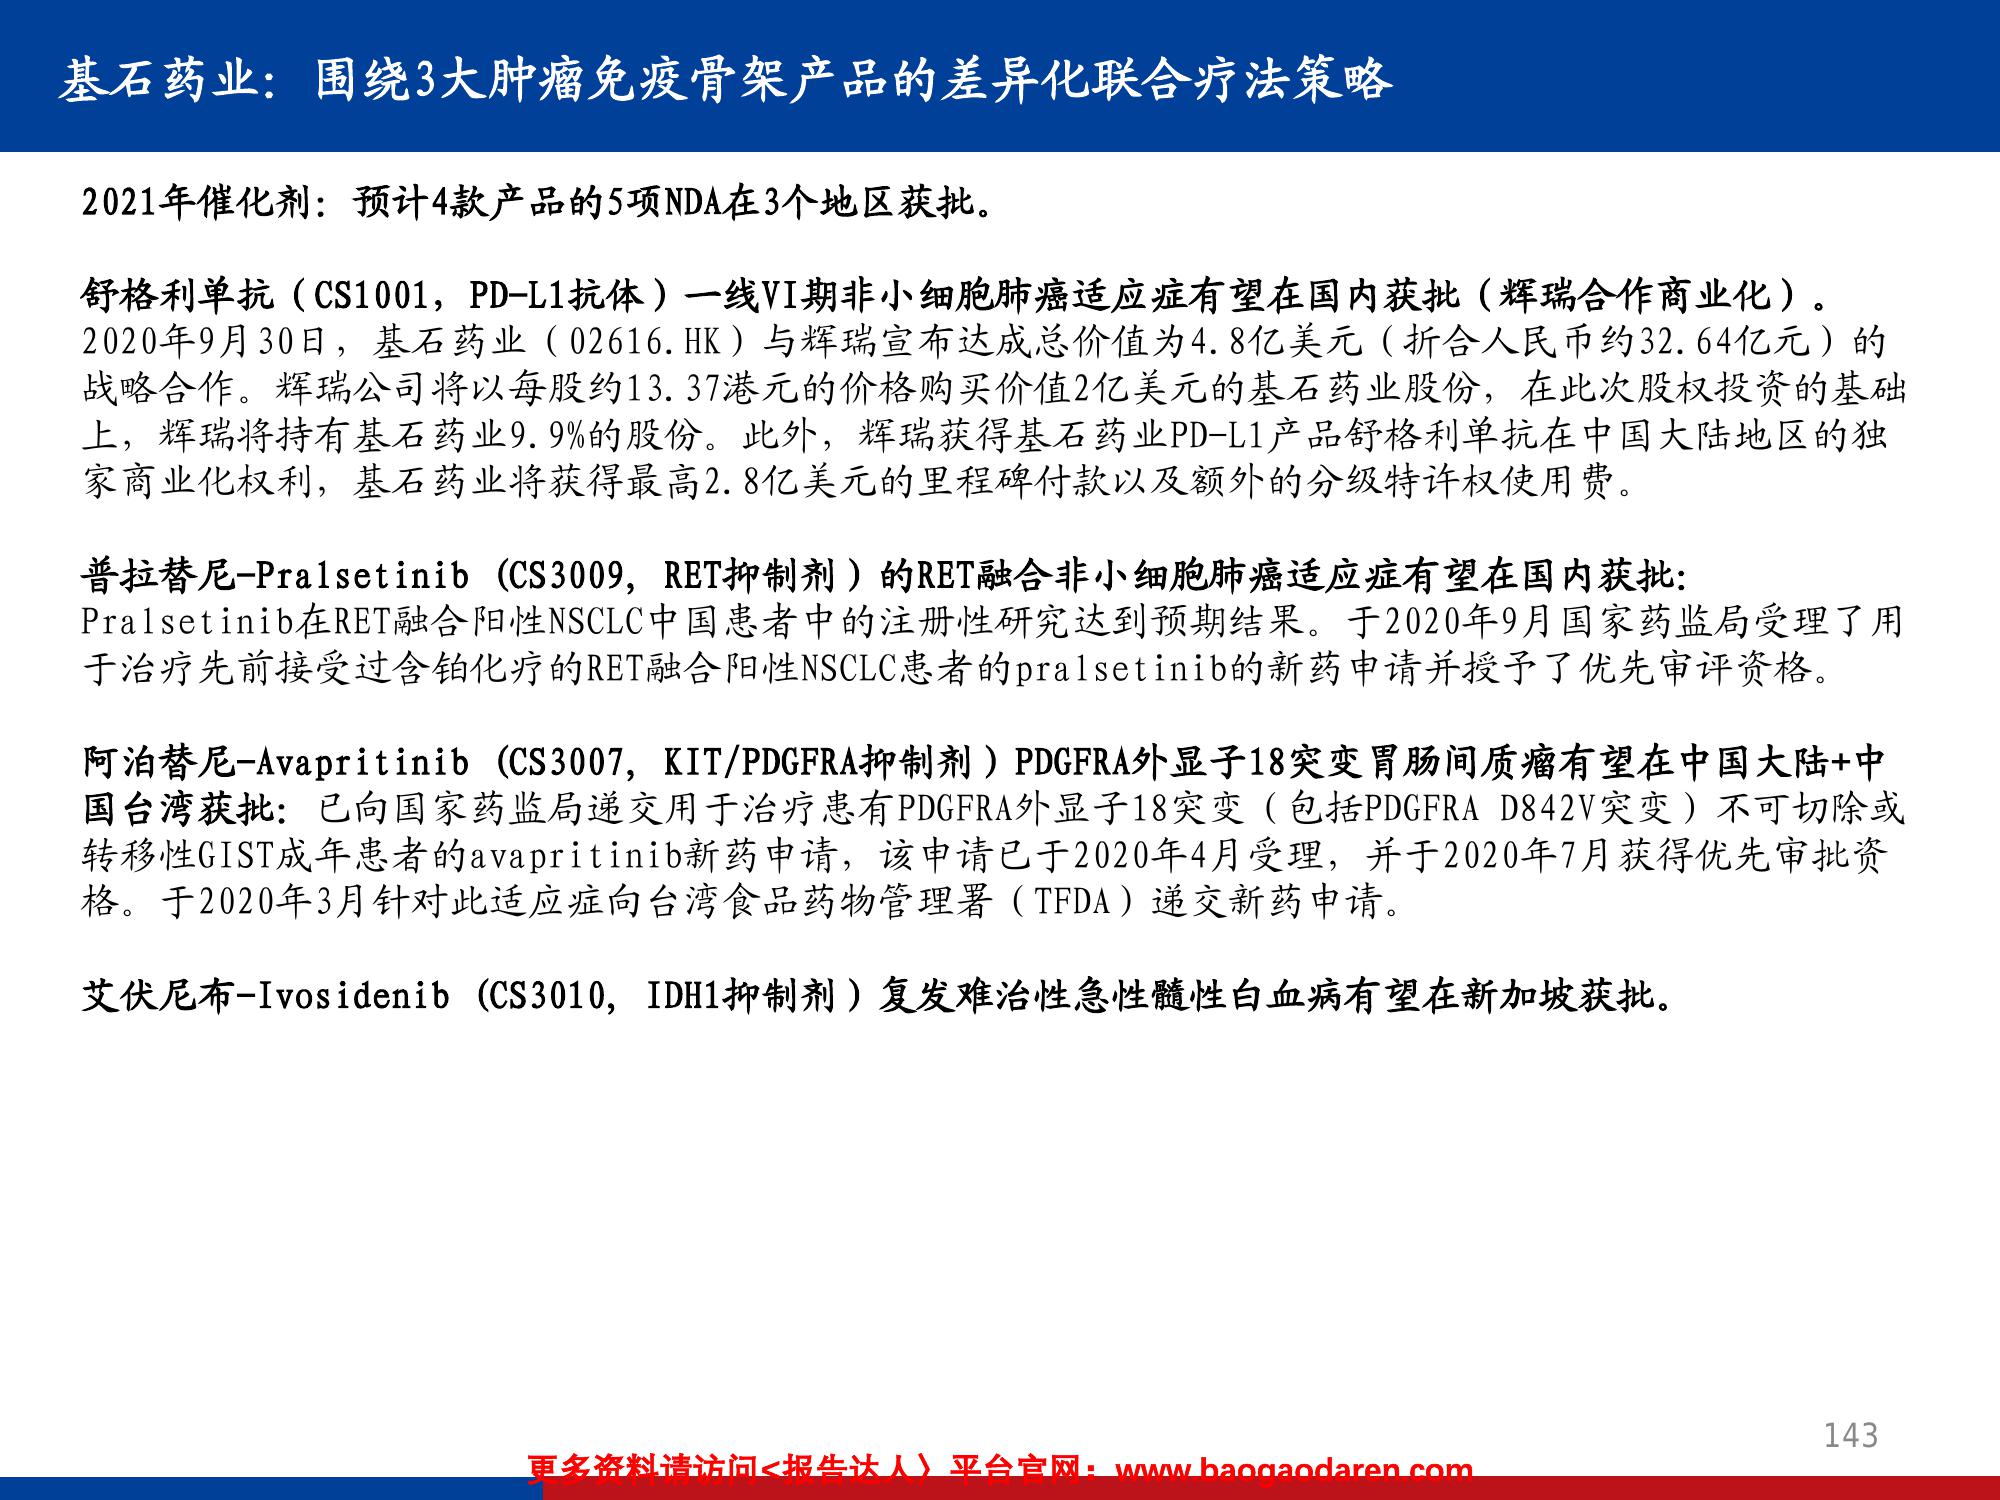 基石药业：围绕3大肿瘤免疫骨架产品的差异化联合疗法策略
2021年催化剂：预计4款产品的5项NDA在3个地区获批。
舒格利单抗（CS1001，PD-L1抗体）一线VI期非小细胞肺癌适应症有望在国内获批（辉瑞合作商业化）。
2020年9月30日，基石药业（02616.HK）与辉瑞宣布达成总价值为4.8亿美元（折合人民币约32.64亿元）的
战略合作。辉瑞公司将以每股约13.37港元的价格购买价值2亿美元的基石药业股份，在此次股权投资的基础
上，辉瑞将持有基石药业9.9%的股份。此外，辉瑞获得基石药业PD-L1产品舒格利单抗在中国大陆地区的独
家商业化权利，基石药业将获得最高2.8亿美元的里程碑付款以及额外的分级特许权使用费。
普拉替尼-Pralsetinib (CS3009, RET抑制剂）的RET融合非小细胞肺癌适应症有望在国内获批：
Pralsetinib在RET融合阳性NSCLC中国患者中的注册性研究达到预期结果。于2020年9月国家药监局受理了用
于治疗先前接受过含铂化疗的RET融合阳性NSCLC患者的pralsetinib的新药申请并授予了优先审评资格。
阿泊替尼-Avapritinib (CS3007, KIT/PDGFRA抑制剂）PDGFRA外显子18突变胃肠间质瘤有望在中国大陆+中
国台湾获批：已向国家药监局递交用于治疗患有PDGFRA外显子18突变（包括PDGFRA D842V突变）不可切除或
转移性GIST成年患者的avapritinib新药申请，该申请已于2020年4月受理，并于2020年7月获得优先审批资
格。于2020年3月针对此适应症向台湾食品药物管理署（TFDA）递交新药申请。
艾伏尼布-Ivosidenib (CS3010, IDH1抑制剂）复发难治性急性髓性白血病有望在新加坡获批。
143
更多资料请访问<报告达人〉平台官网：www.baogaodaren.com